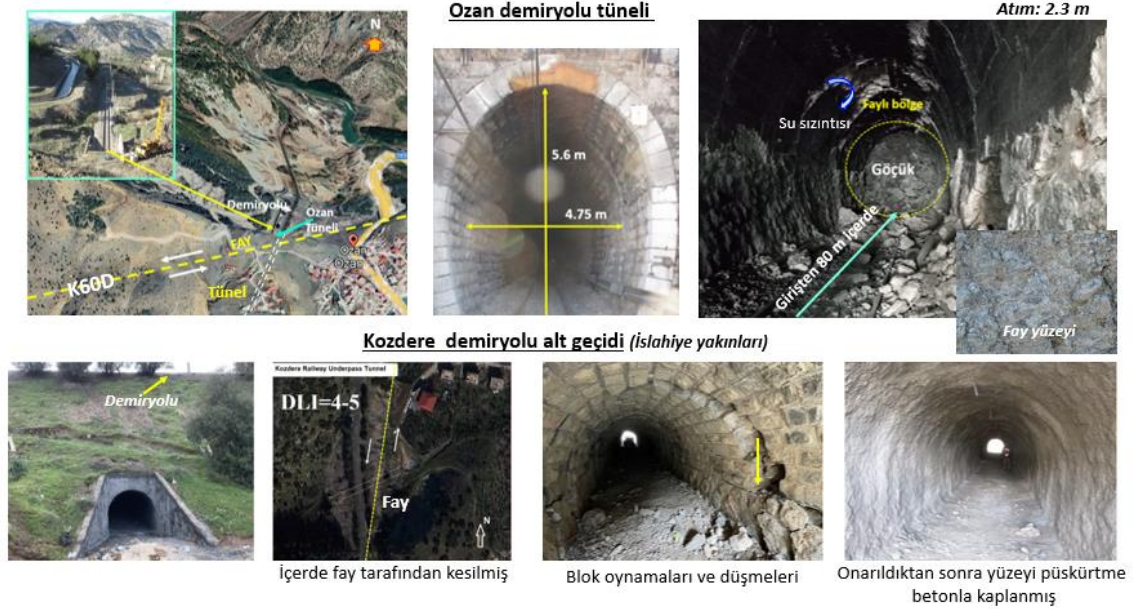 Ozan demiryolu tüneli
Atım: 2.3 m
N
Demiryolu
Ozan
Tüneli
FAY
K60D
Tünel
Ozan
Ozan
5.6 m
4.75 m
Su sızıntısı
Faylı bölge
Göçük
Girişten 80 m içerde
Fay yüzeyi
Kozdere demiryolu alt geçidi (İslahiye yakınları)
Demiryolu
Kozdere Railway Underpass Tunnel
DLI=4-5
Fay
N
İçerde fay tarafından kesilmiş
Blok oynamaları ve düşmeleri
Onarıldıktan sonra yüzeyi püskürtme
betonla kaplanmış